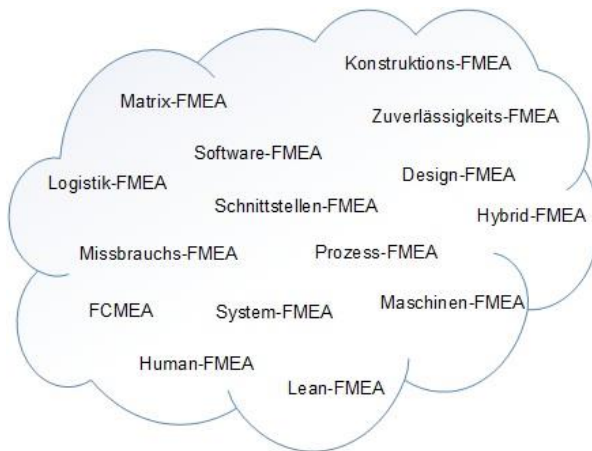 Konstruktions-FMEA
Matrix-FMEA
Zuverlässigkeits-FMEA
Software-FMEA
Design-FMEA
Logistik-FMEA
Schnittstellen-FMEA
Hybrid-FMEA
Missbrauchs-FMEA
Prozess-FMEA
Maschinen-FMEA
FCMEA
System-FMEA
Human-FMEA
Lean-FMEA